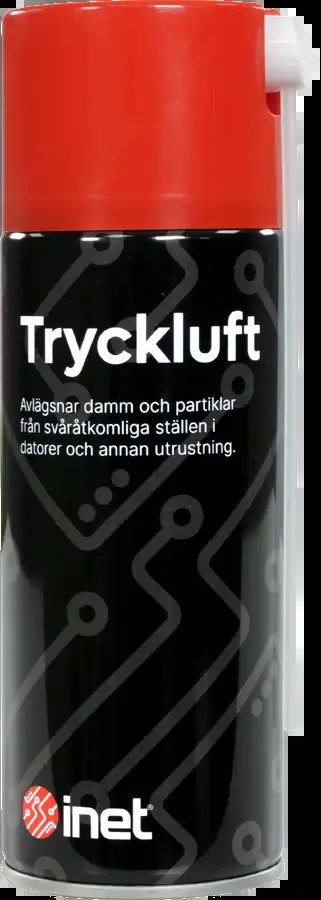 Tryckluft
Avlägsnar damm och partiklar
från svåråtkomliga ställen i
datorer och annan utrustning.
inet